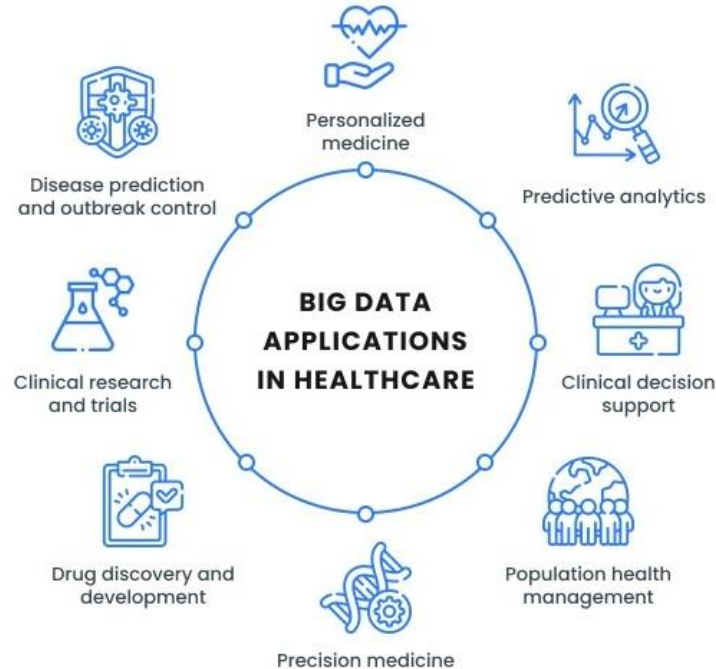 Personalized
medicine
Predictive analytics
Clinical decision
support
Population health
management
Precision medicine
Drug discovery and
development
Clinical research
and trials
Disease prediction
and outbreak control
BIG DATA
APPLICATIONS
IN HEALTHCARE